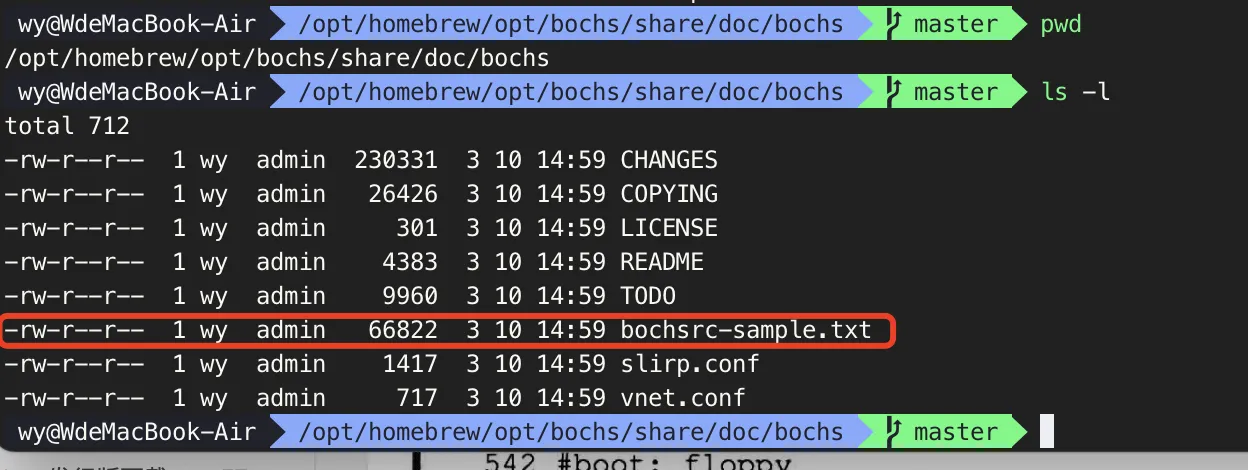 wy@WdeMacBook-Air /opt/homebrew/opt/bochs/share/doc/bochs master pwd
/opt/homebrew/opt/bochs/share/doc/bochs
wy@WdeMacBook-Air /opt/homebrew/opt/bochs/share/doc/bochs master ls -l
total 712
-rw-r--r-- 1 wy admin 230331 3 10 14:59 CHANGES
-rw-r--r-- 1 wy admin 26426 3 10 14:59 COPYING
-rw-r--r-- 1 wy admin 301 3 10 14:59 LICENSE
-rw-r--r-- 1 wy admin 4383 3 10 14:59 README
-rw-r--r-- 1 wy admin 9960 3 10 14:59 TODO
-rw-r--r-- 1 wy admin 66822 3 10 14:59 bochsrc-sample.txt
-rw-r--r-- 1 wy admin 1417 3 10 14:59 slirp.conf
-rw-r--r-- 1 wy admin 717 3 10 14:59 vnet.conf
wy@WdeMacBook-Air /opt/homebrew/opt/bochs/share/doc/bochs master
542 #boot: floppy